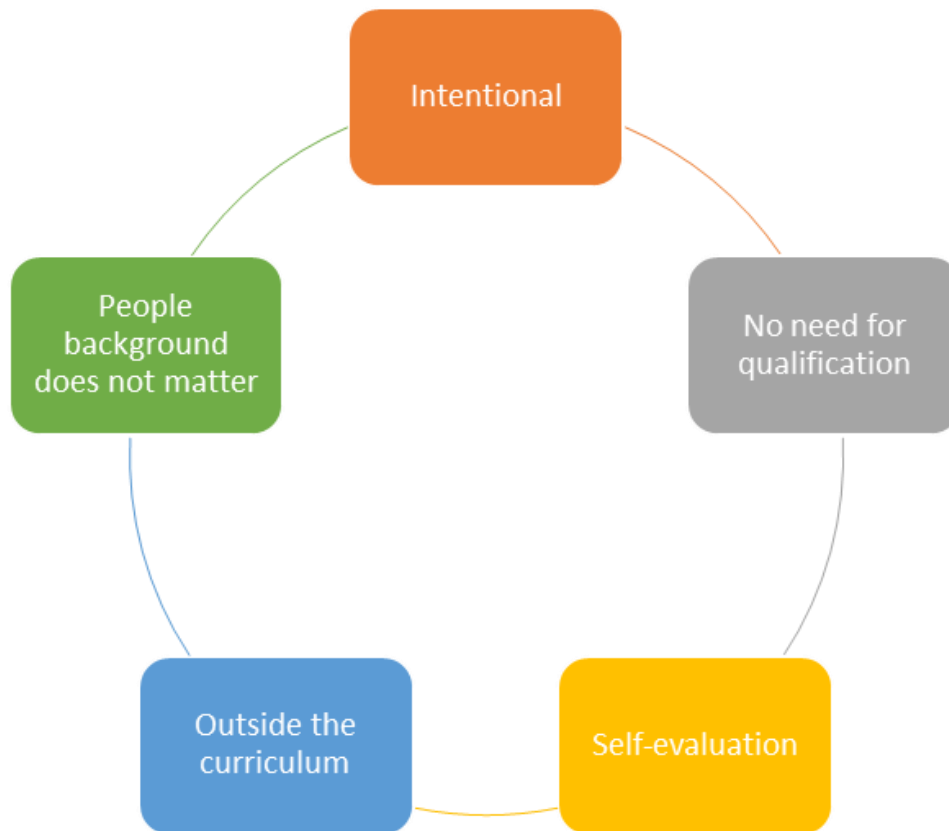 Intentional
No need for
qualification
Self-evaluation
Outside the
curriculum
People
background
does not matter